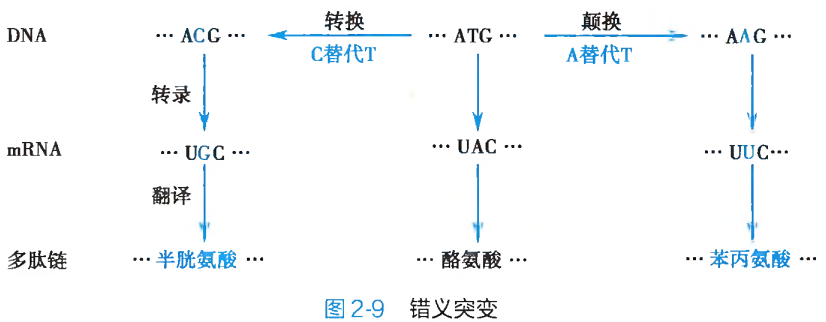 DNA ··· ACG ··· 转换 C替代T ··· ATG ··· 颠换 A替代T ··· AAG ···
转录
mRNA ··· UGC ··· ··· UAC ··· ··· UUC···
翻译
多肽链 ··· 半胱氨酸 ··· ··· 酪氨酸 ··· ··· 苯丙氨酸 ···
图 2-9 错义突变